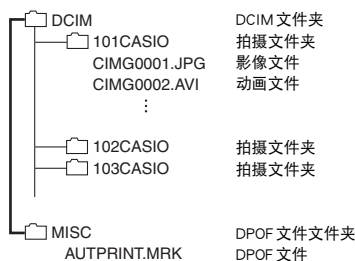 DCIM DCIM 文件夹
101CASIO 拍摄文件夹
CIMG0001.JPG 影像文件
CIMG0002.AVI 动画文件
⋮
102CASIO 拍摄文件夹
103CASIO 拍摄文件夹
MISC DPOF 文件文件夹
AUTPRINT.MRK DPOF 文件